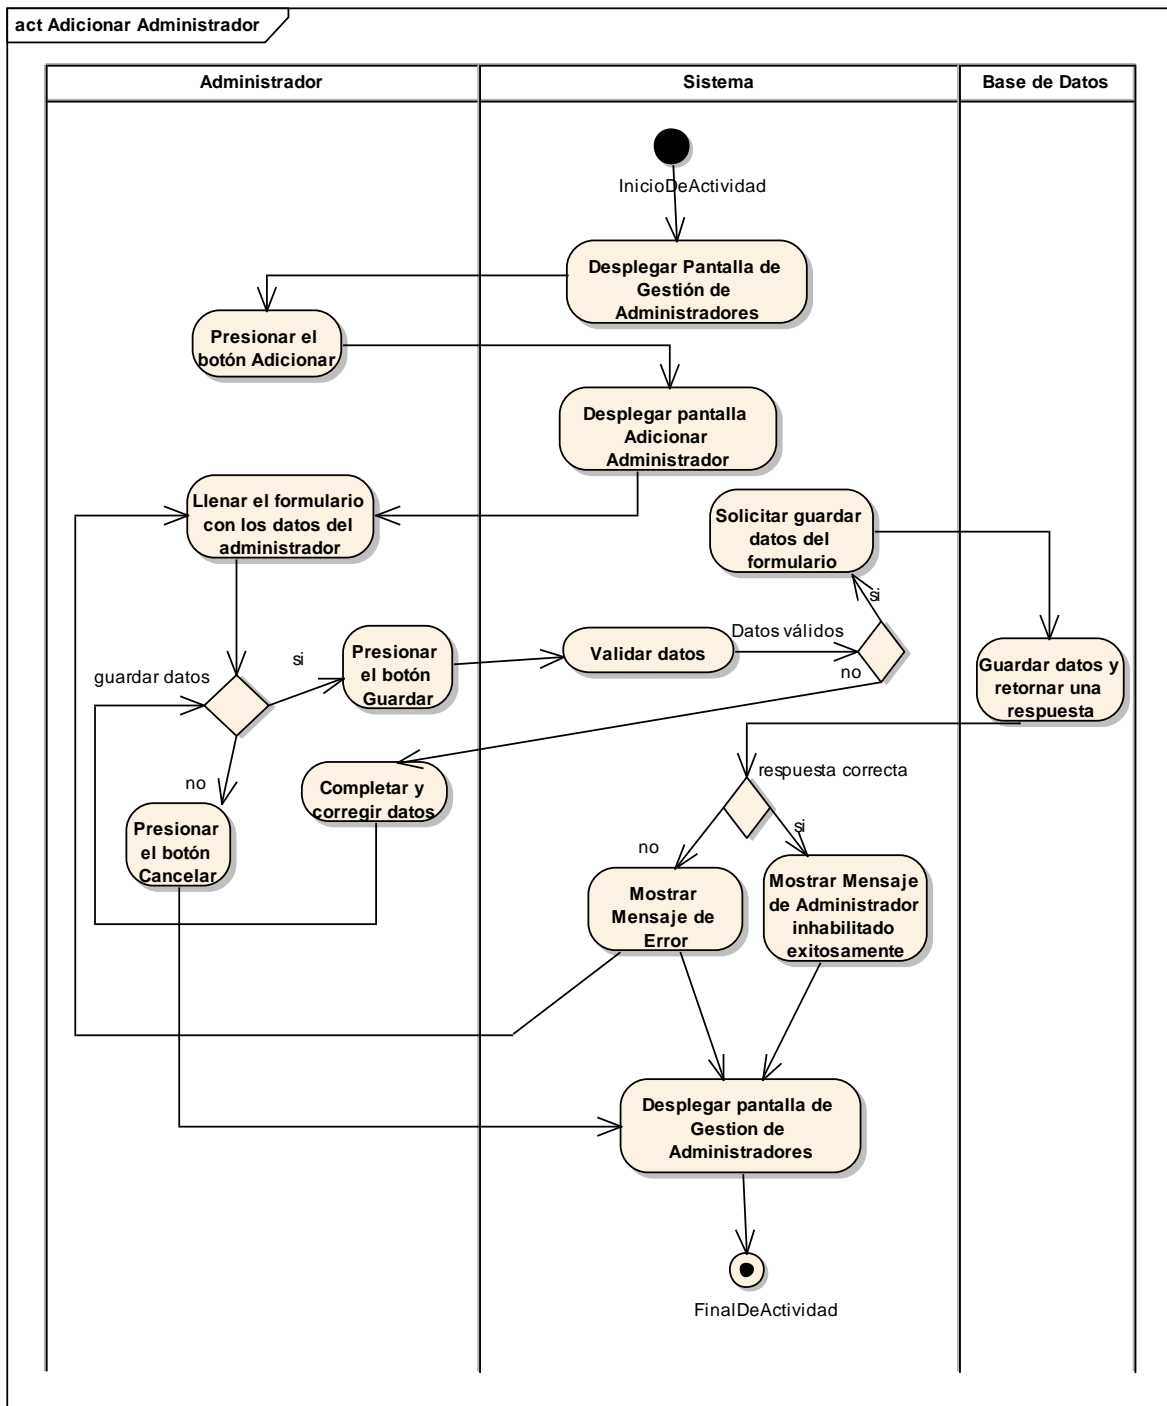 act Adicionar Administrador
Administrador
Sistema
Base de Datos
InicioDeActividad
Desplegar Pantalla de
Gestión de
Administradores
Presionar el
botón Adicionar
Desplegar pantalla
Adicionar
Administrador
Llenar el formulario
con los datos del
administrador
Solicitar guardar
datos del
formulario
si
guardar datos
si
Presionar
el botón
Guardar
Validar datos
Datos válidos
no
Guardar datos y
retornar una
respuesta
no
Completar y
corregir datos
respuesta correcta
Presionar
el botón
Cancelar
no
si
Mostrar
Mensaje de
Error
Mostrar Mensaje
de Administrador
inhabilitado
exitosamente
Desplegar pantalla de
Gestion de
Administradores
FinalDeActividad